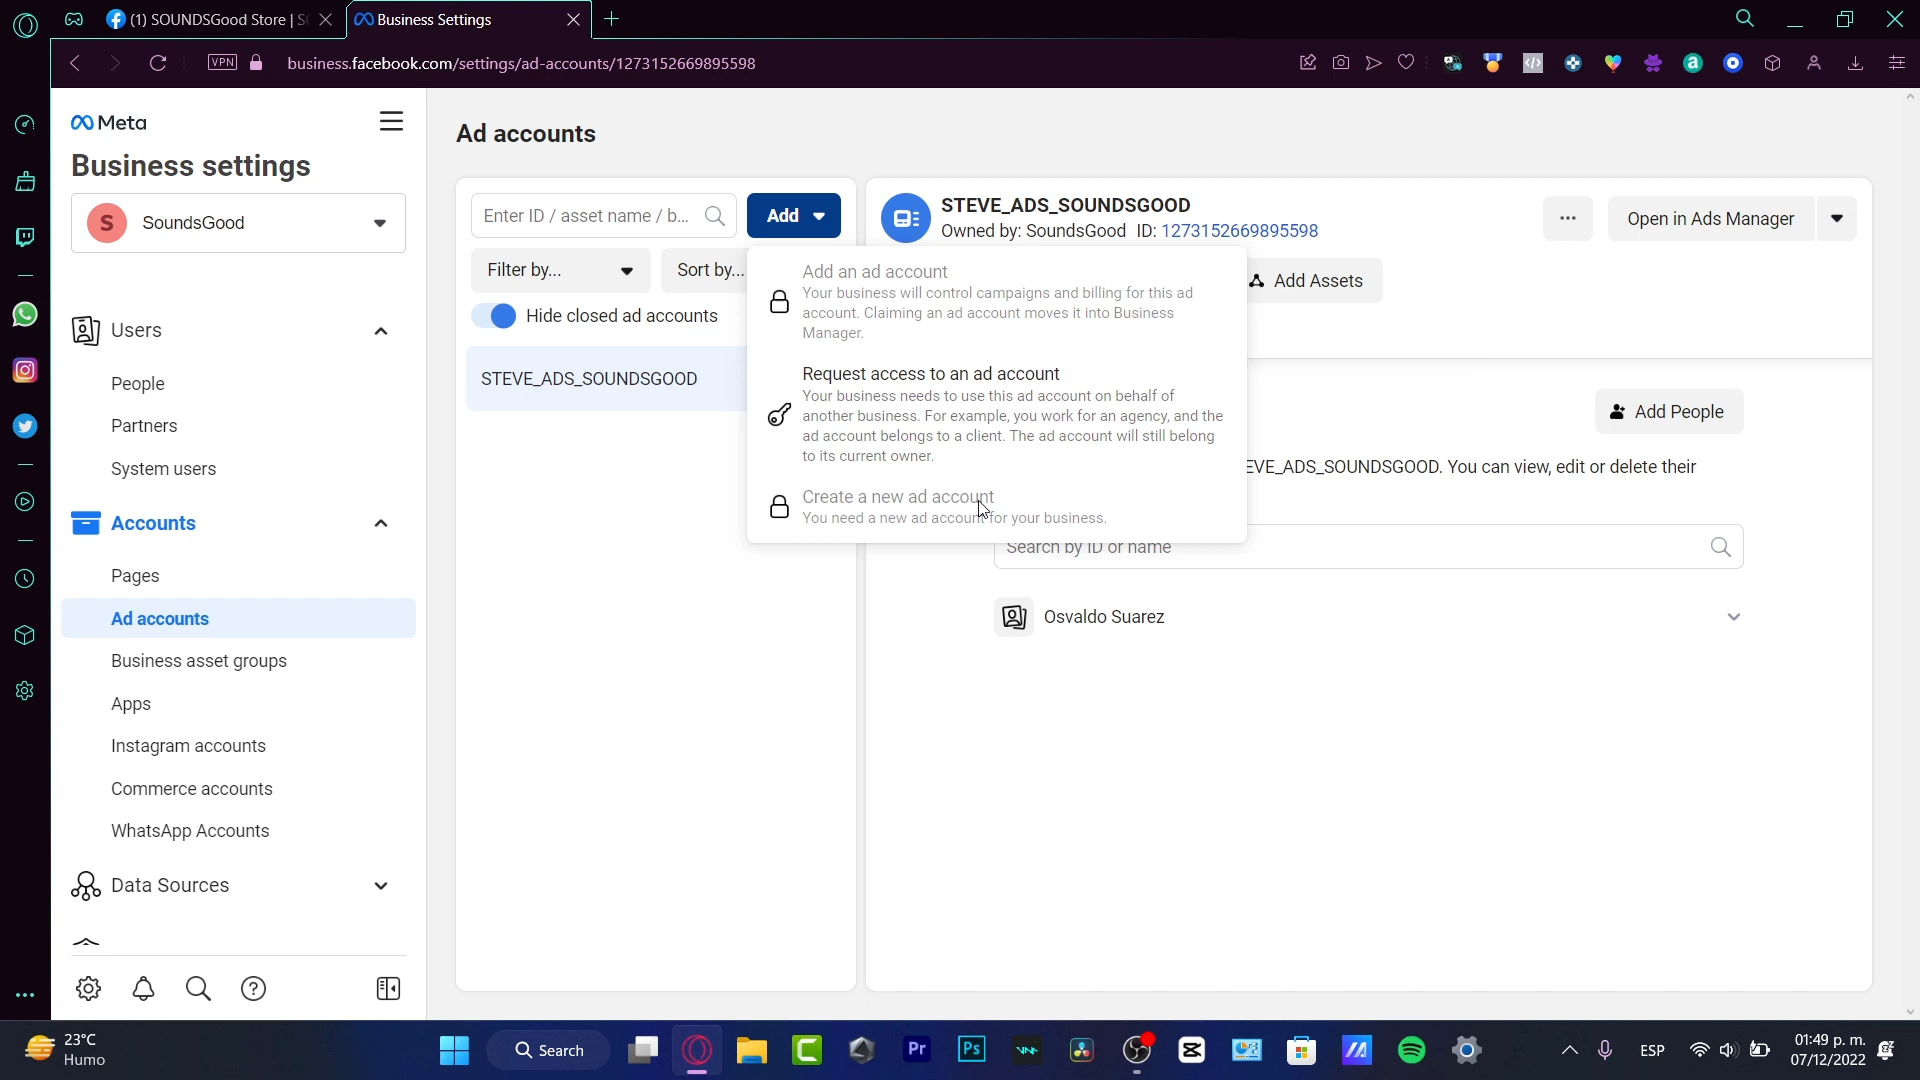 (1) SOUNDSGood Store | S
Business Settings
VPN
business.facebook.com/settings/ad-accounts/1273152669895598
Meta
Business settings
S
SoundsGood
Users
People
Partners
System users
Accounts
Pages
Ad accounts
Business asset groups
Apps
Instagram accounts
Commerce accounts
WhatsApp Accounts
Data Sources
Ad accounts
Enter ID / asset name / b...
Add
Filter by...
Sort by...
Hide closed ad accounts
STEVE_ADS_SOUNDSGOOD
Add an ad account
Your business will control campaigns and billing for this ad
account. Claiming an ad account moves it into Business
Manager.
Request access to an ad account
Your business needs to use this ad account on behalf of
another business. For example, you work for an agency, and the
ad account belongs to a client. The ad account will still belong
to its current owner.
Create a new ad account
You need a new ad account for your business.
STEVE_ADS_SOUNDSGOOD
Owned by: SoundsGood ID: 1273152669895598
...
Open in Ads Manager
Add Assets
Add People
EVE_ADS_SOUNDSGOOD. You can view, edit or delete their
Search by ID or name
Osvaldo Suarez
23°C
Humo
Search
Pr
Ps
ESP
01:49 p. m.
07/12/2022